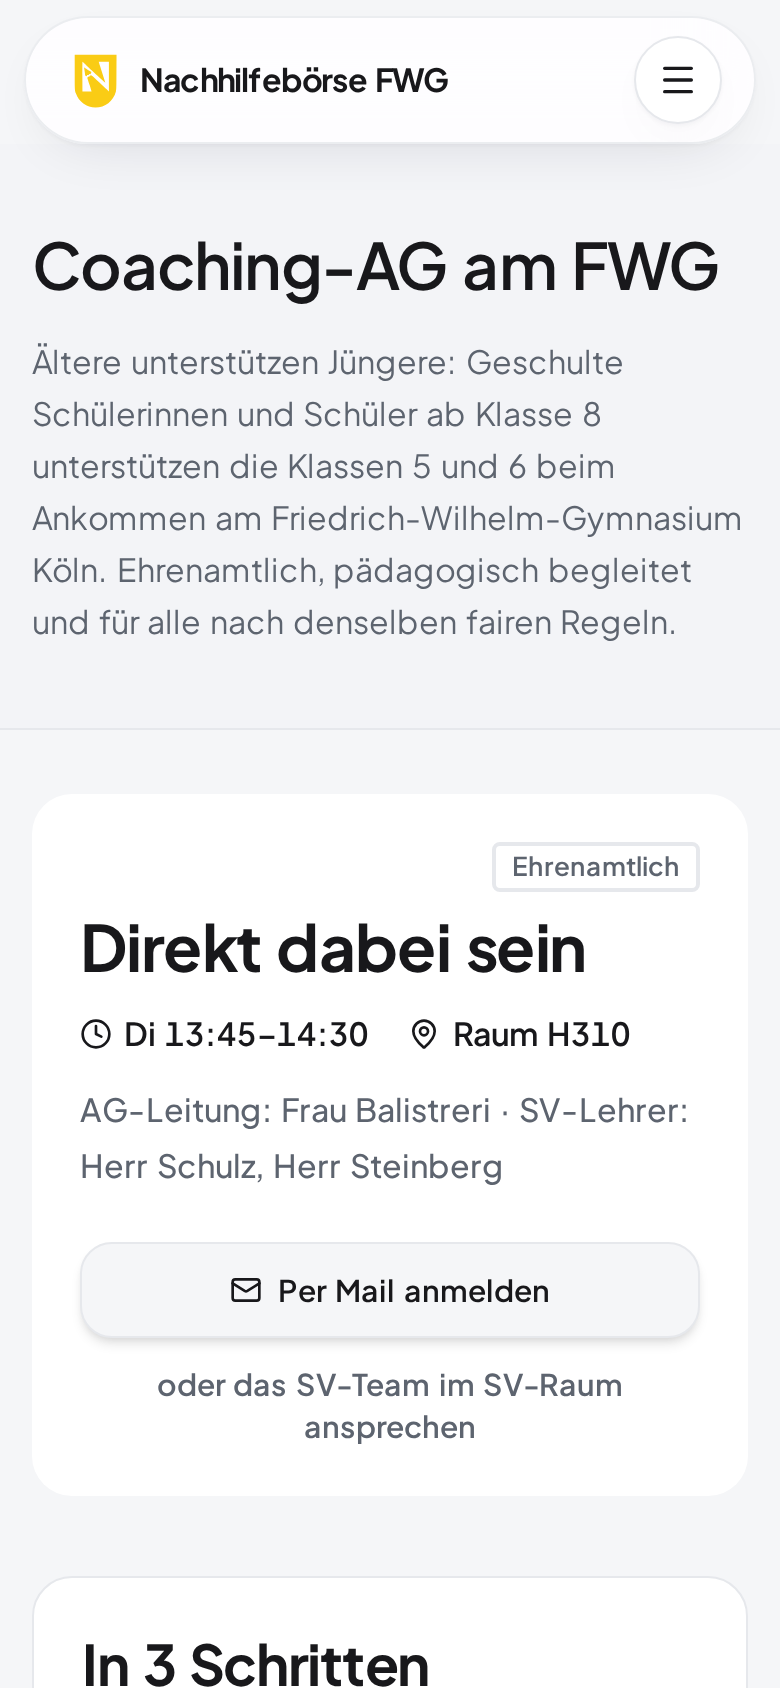 Nachhilfebörse FWG
Coaching-AG am FWG
Ältere unterstützen Jüngere: Geschulte
Schülerinnen und Schüler ab Klasse 8
unterstützen die Klassen 5 und 6 beim
Ankommen am Friedrich-Wilhelm-Gymnasium
Köln. Ehrenamtlich, pädagogisch begleitet
und für alle nach denselben fairen Regeln.
Ehrenamtlich
Direkt dabei sein
Di 13:45–14:30 Raum H310
AG-Leitung: Frau Balistreri · SV-Lehrer:
Herr Schulz, Herr Steinberg
Per Mail anmelden
oder das SV-Team im SV-Raum
ansprechen
In 3 Schritten